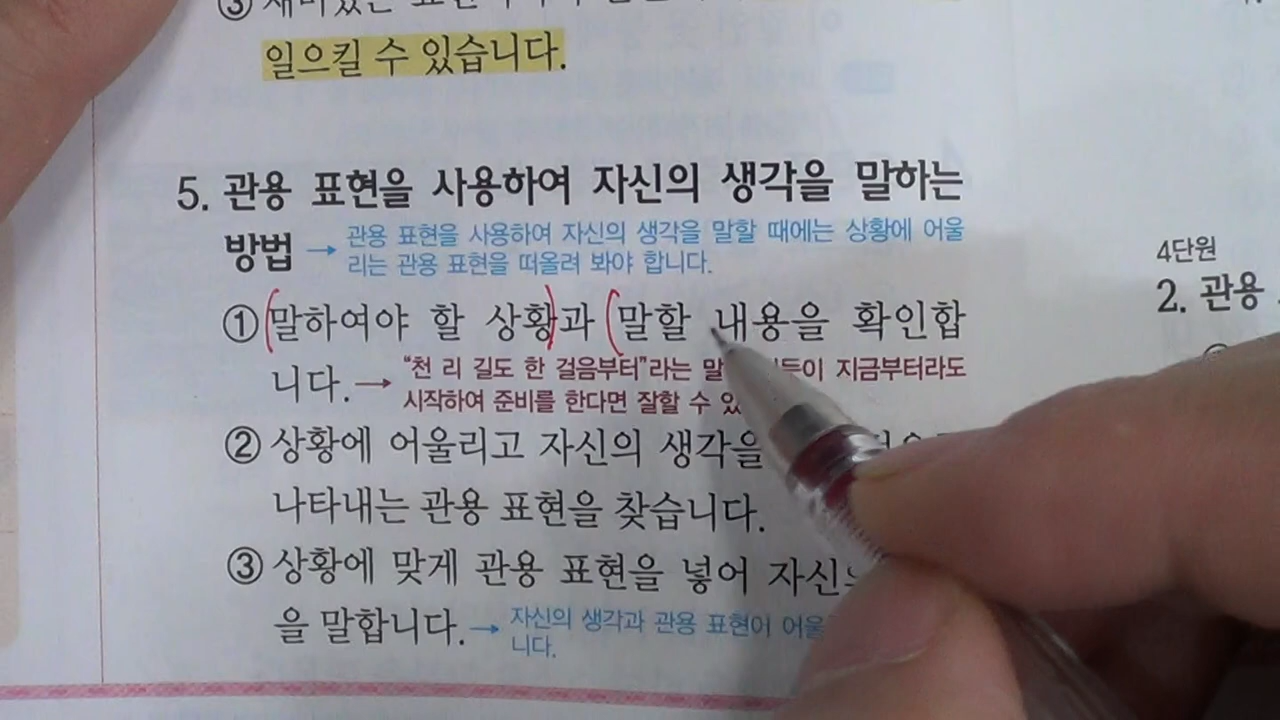 ③ 재미있는 표현
일으킬 수 있습니다.
5. 관용 표현을 사용하여 자신의 생각을 말하는
방법 → 관용 표현을 사용하여 자신의 생각을 말할 때에는 상황에 어울
리는 관용 표현을 떠올려 봐야 합니다.
① 말하여야 할 상황과 말할 내용을 확인합
니다. → “천 리 길도 한 걸음부터”라는 말 지금부터라도
시작하여 준비를 한다면 잘할 수
② 상황에 어울리고 자신의 생각을
나타내는 관용 표현을 찾습니다.
③ 상황에 맞게 관용 표현을 넣어
을 말합니다. → 자신의 생각과 관용 표현이
니다.
4단원
2. 관용